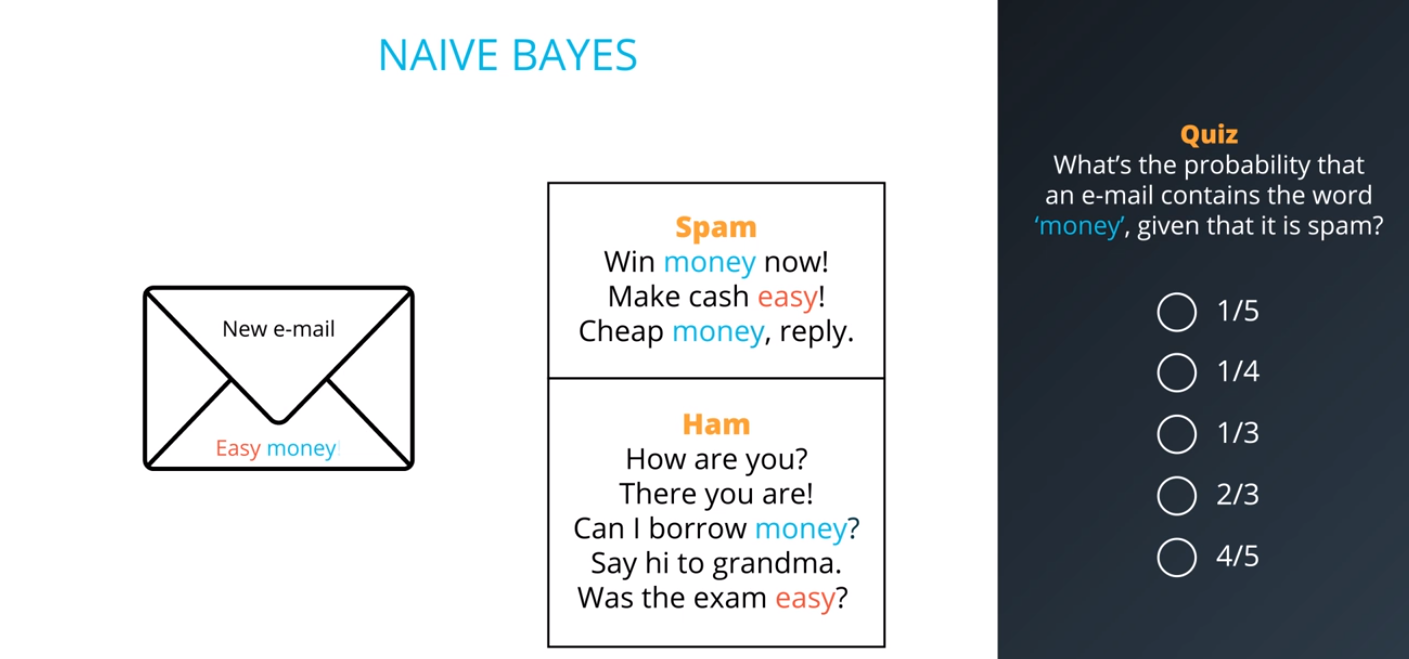 NAIVE BAYES
New e-mail
Easy money!
Spam
Win money now!
Make cash easy!
Cheap money, reply.
Ham
How are you?
There you are!
Can I borrow money?
Say hi to grandma.
Was the exam easy?
Quiz
What's the probability that
an e-mail contains the word
‘money’, given that it is spam?
1/5
1/4
1/3
2/3
4/5